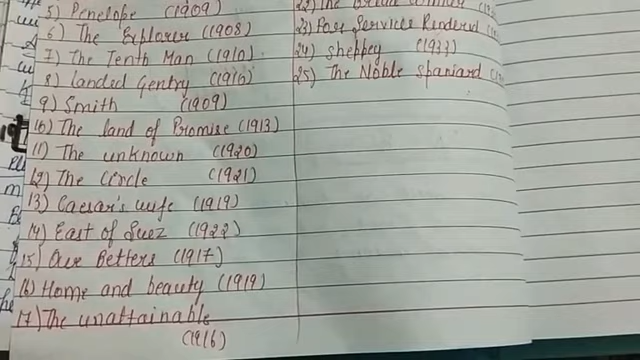 5) Penelope (1909)
6) The Explorer (1908)
7) The Tenth Man (1910)
8) Landed Gentry (1910)
9) Smith (1909)
10) The land of Promise (1913)
11) The unknown (1920)
12) The Circle (1921)
13) Caesar's wife (1919)
14) East of Suez (1922)
15) Our Betters (1917)
16) Home and beauty (1919)
17) The unattainable
(1916)
22) The
23) For Services Rendered
24) Sheppey (1933)
25) The Noble Spaniard